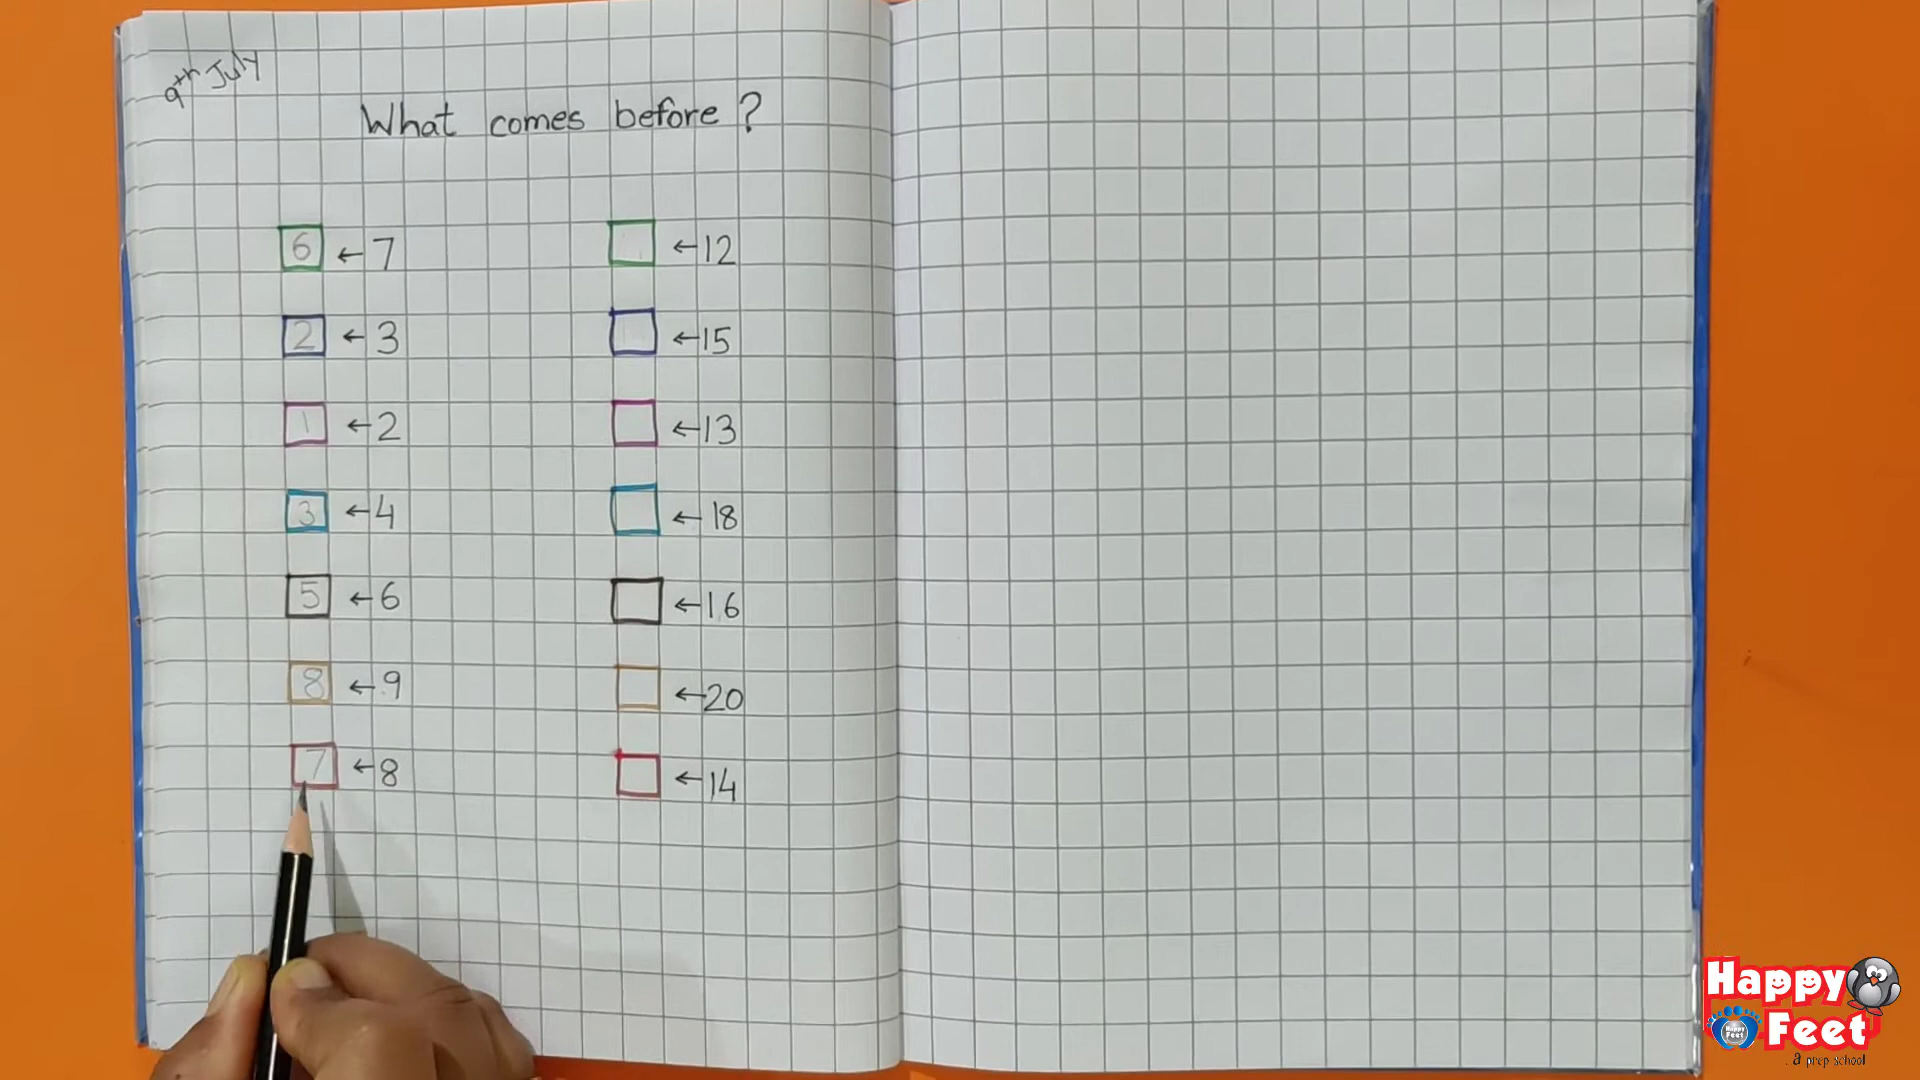 9th July
What comes before?
6 ← 7
← 12
2 ← 3
← 15
1 ← 2
← 13
3 ← 4
← 18
5 ← 6
← 16
8 ← 9
← 20
7 ← 8
← 14
Happy
Feet
a prep school